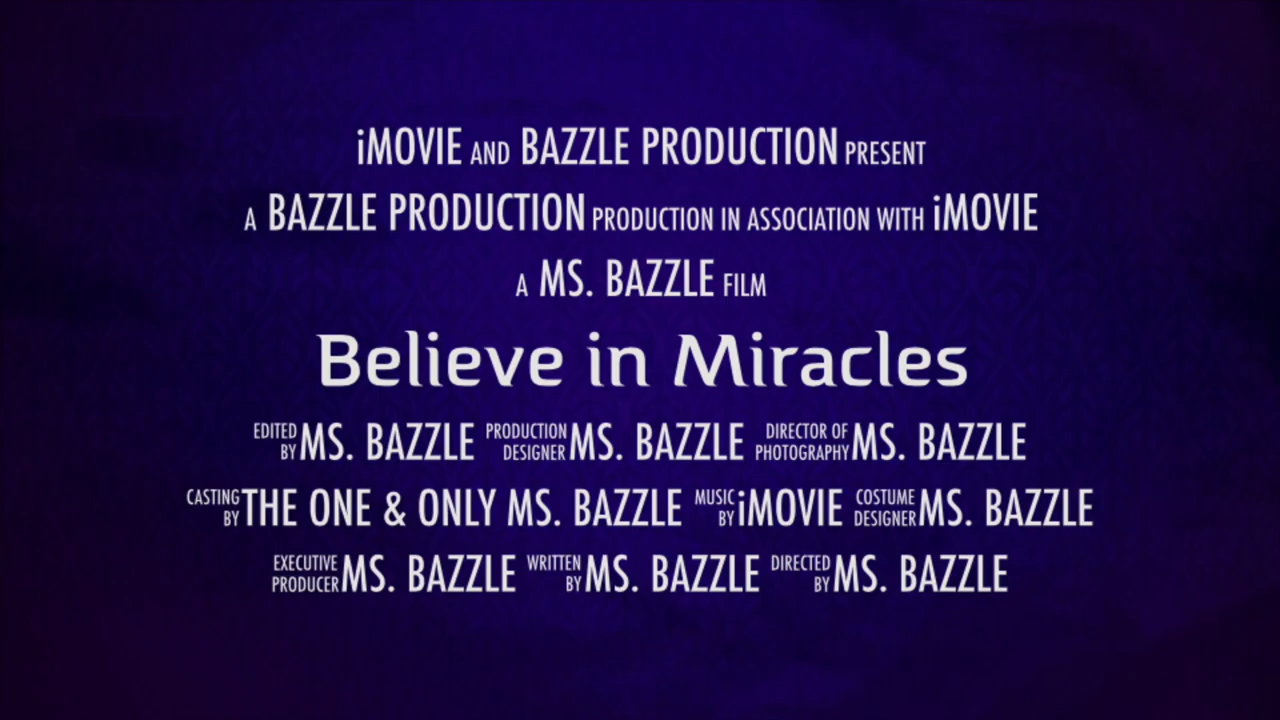 iMOVIE AND BAZZLE PRODUCTION PRESENT
A BAZZLE PRODUCTION PRODUCTION IN ASSOCIATION WITH iMOVIE
A MS. BAZZLE FILM
Believe in Miracles
EDITED BY MS. BAZZLE PRODUCTION DESIGNER MS. BAZZLE DIRECTOR OF PHOTOGRAPHY MS. BAZZLE
CASTING BY THE ONE & ONLY MS. BAZZLE MUSIC BY iMOVIE COSTUME DESIGNER MS. BAZZLE
EXECUTIVE PRODUCER MS. BAZZLE WRITTEN BY MS. BAZZLE DIRECTED BY MS. BAZZLE